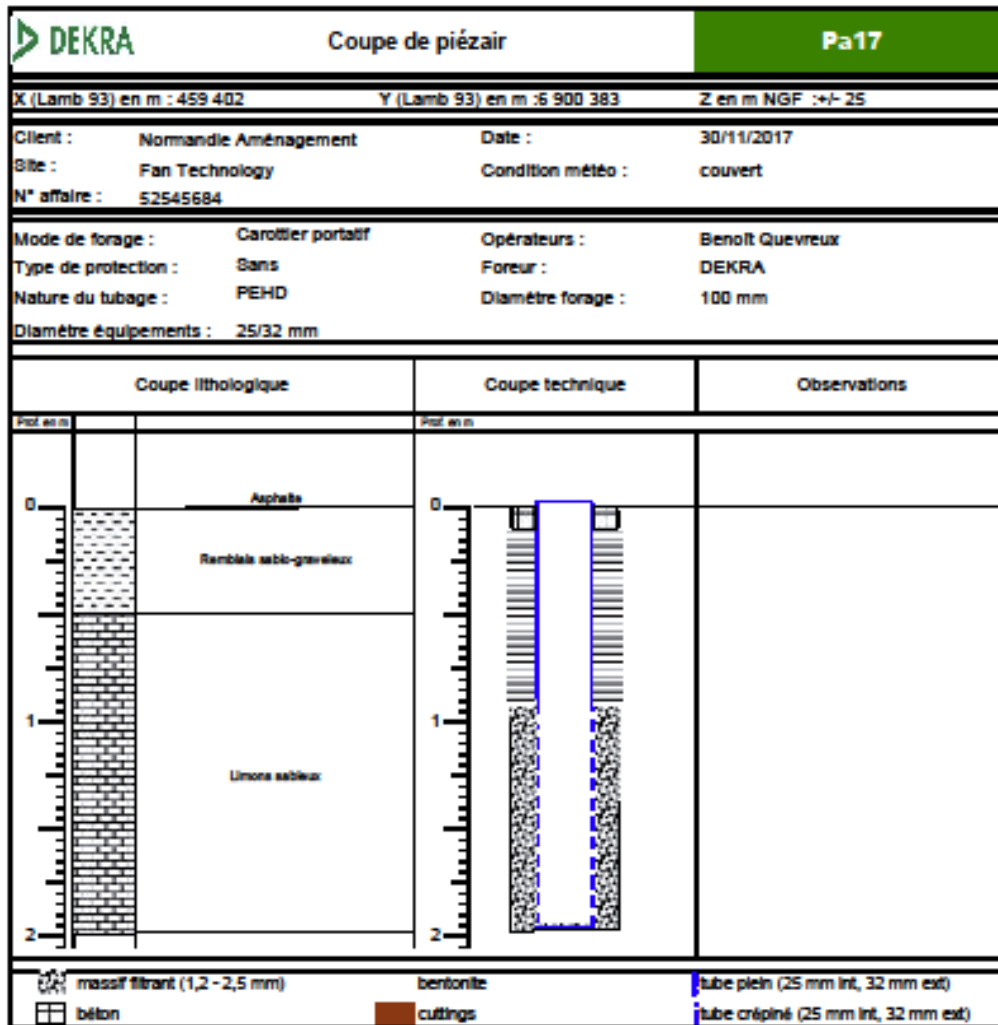 DEKRA Coupe de piézair Pa17
X (Lamb 93) en m : 459 402 Y (Lamb 93) en m :6 900 383 Z en m NGF :+/- 25
Client : Normandie Aménagement Date : 30/11/2017
Site : Fan Technology Condition météo : couvert
N° affaire : 52545684
Mode de forage : Carottier portatif Opérateurs : Benoît Quevreux
Type de protection : Sans Foreur : DEKRA
Nature du tubage : PEHD Diamètre forage : 100 mm
Diamètre équipements : 25/32 mm
Coupe lithologique Coupe technique Observations
Prof. en m Prof. en m
Asphalte
0 0
Remblais sablo-graveleux
1 1
Limons sableux
2 2
massif filtrant (1,2 - 2,5 mm) bentonite tube plein (25 mm int, 32 mm ext)
béton cuttings tube crépiné (25 mm int, 32 mm ext)